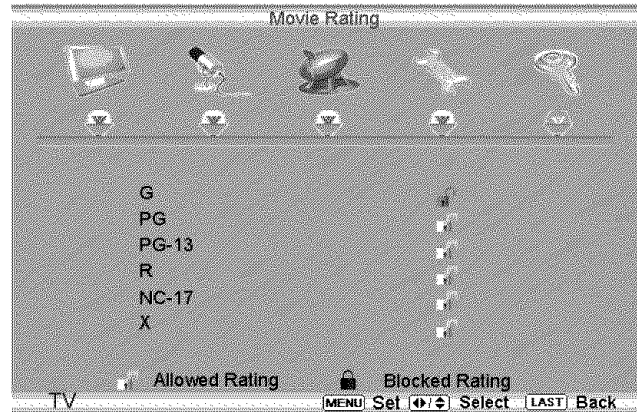 Movie Rating
G
PG
PG-13
R
NC-17
X
Allowed Rating Blocked Rating
TV MENU Set / Select LAST Back